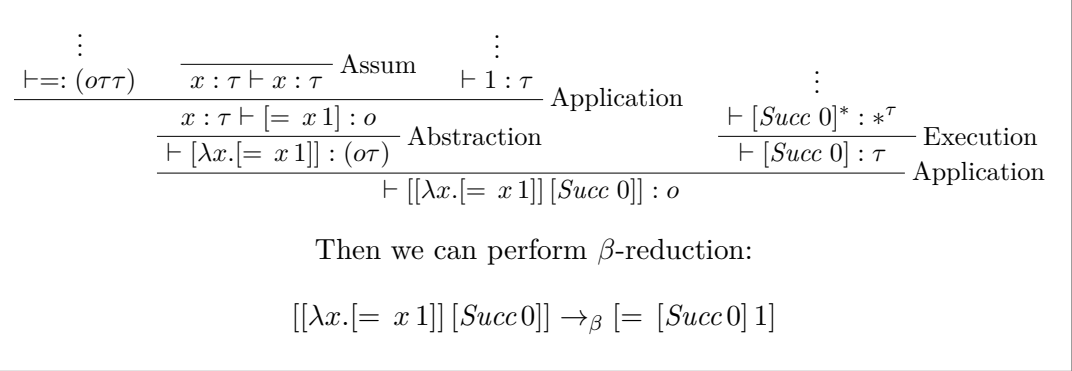 ⋮ ⋮
⊢=: (oττ) x : τ ⊢ x : τ Assum ⊢ 1 : τ ⋮
x : τ ⊢ [= x 1] : o Application ⊢ [Succ 0]* : *^τ
⊢ [λx.[= x 1]] : (oτ) Abstraction ⊢ [Succ 0] : τ Execution
⊢ [[λx.[= x 1]] [Succ 0]] : o Application
Then we can perform β-reduction:
[[λx.[= x 1]] [Succ 0]] →_β [= [Succ 0] 1]